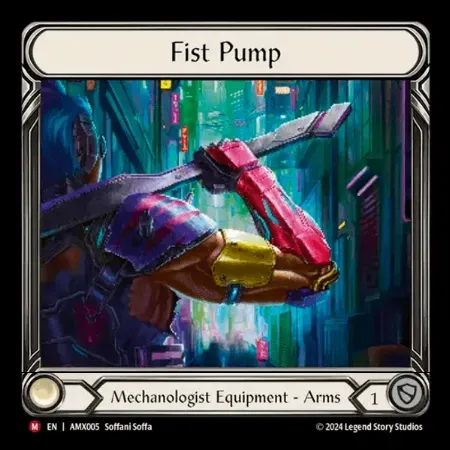 Fist Pump
Mechanologist Equipment - Arms 1
M EN | AMX005 Soffani Soffa © 2024 Legend Story Studios